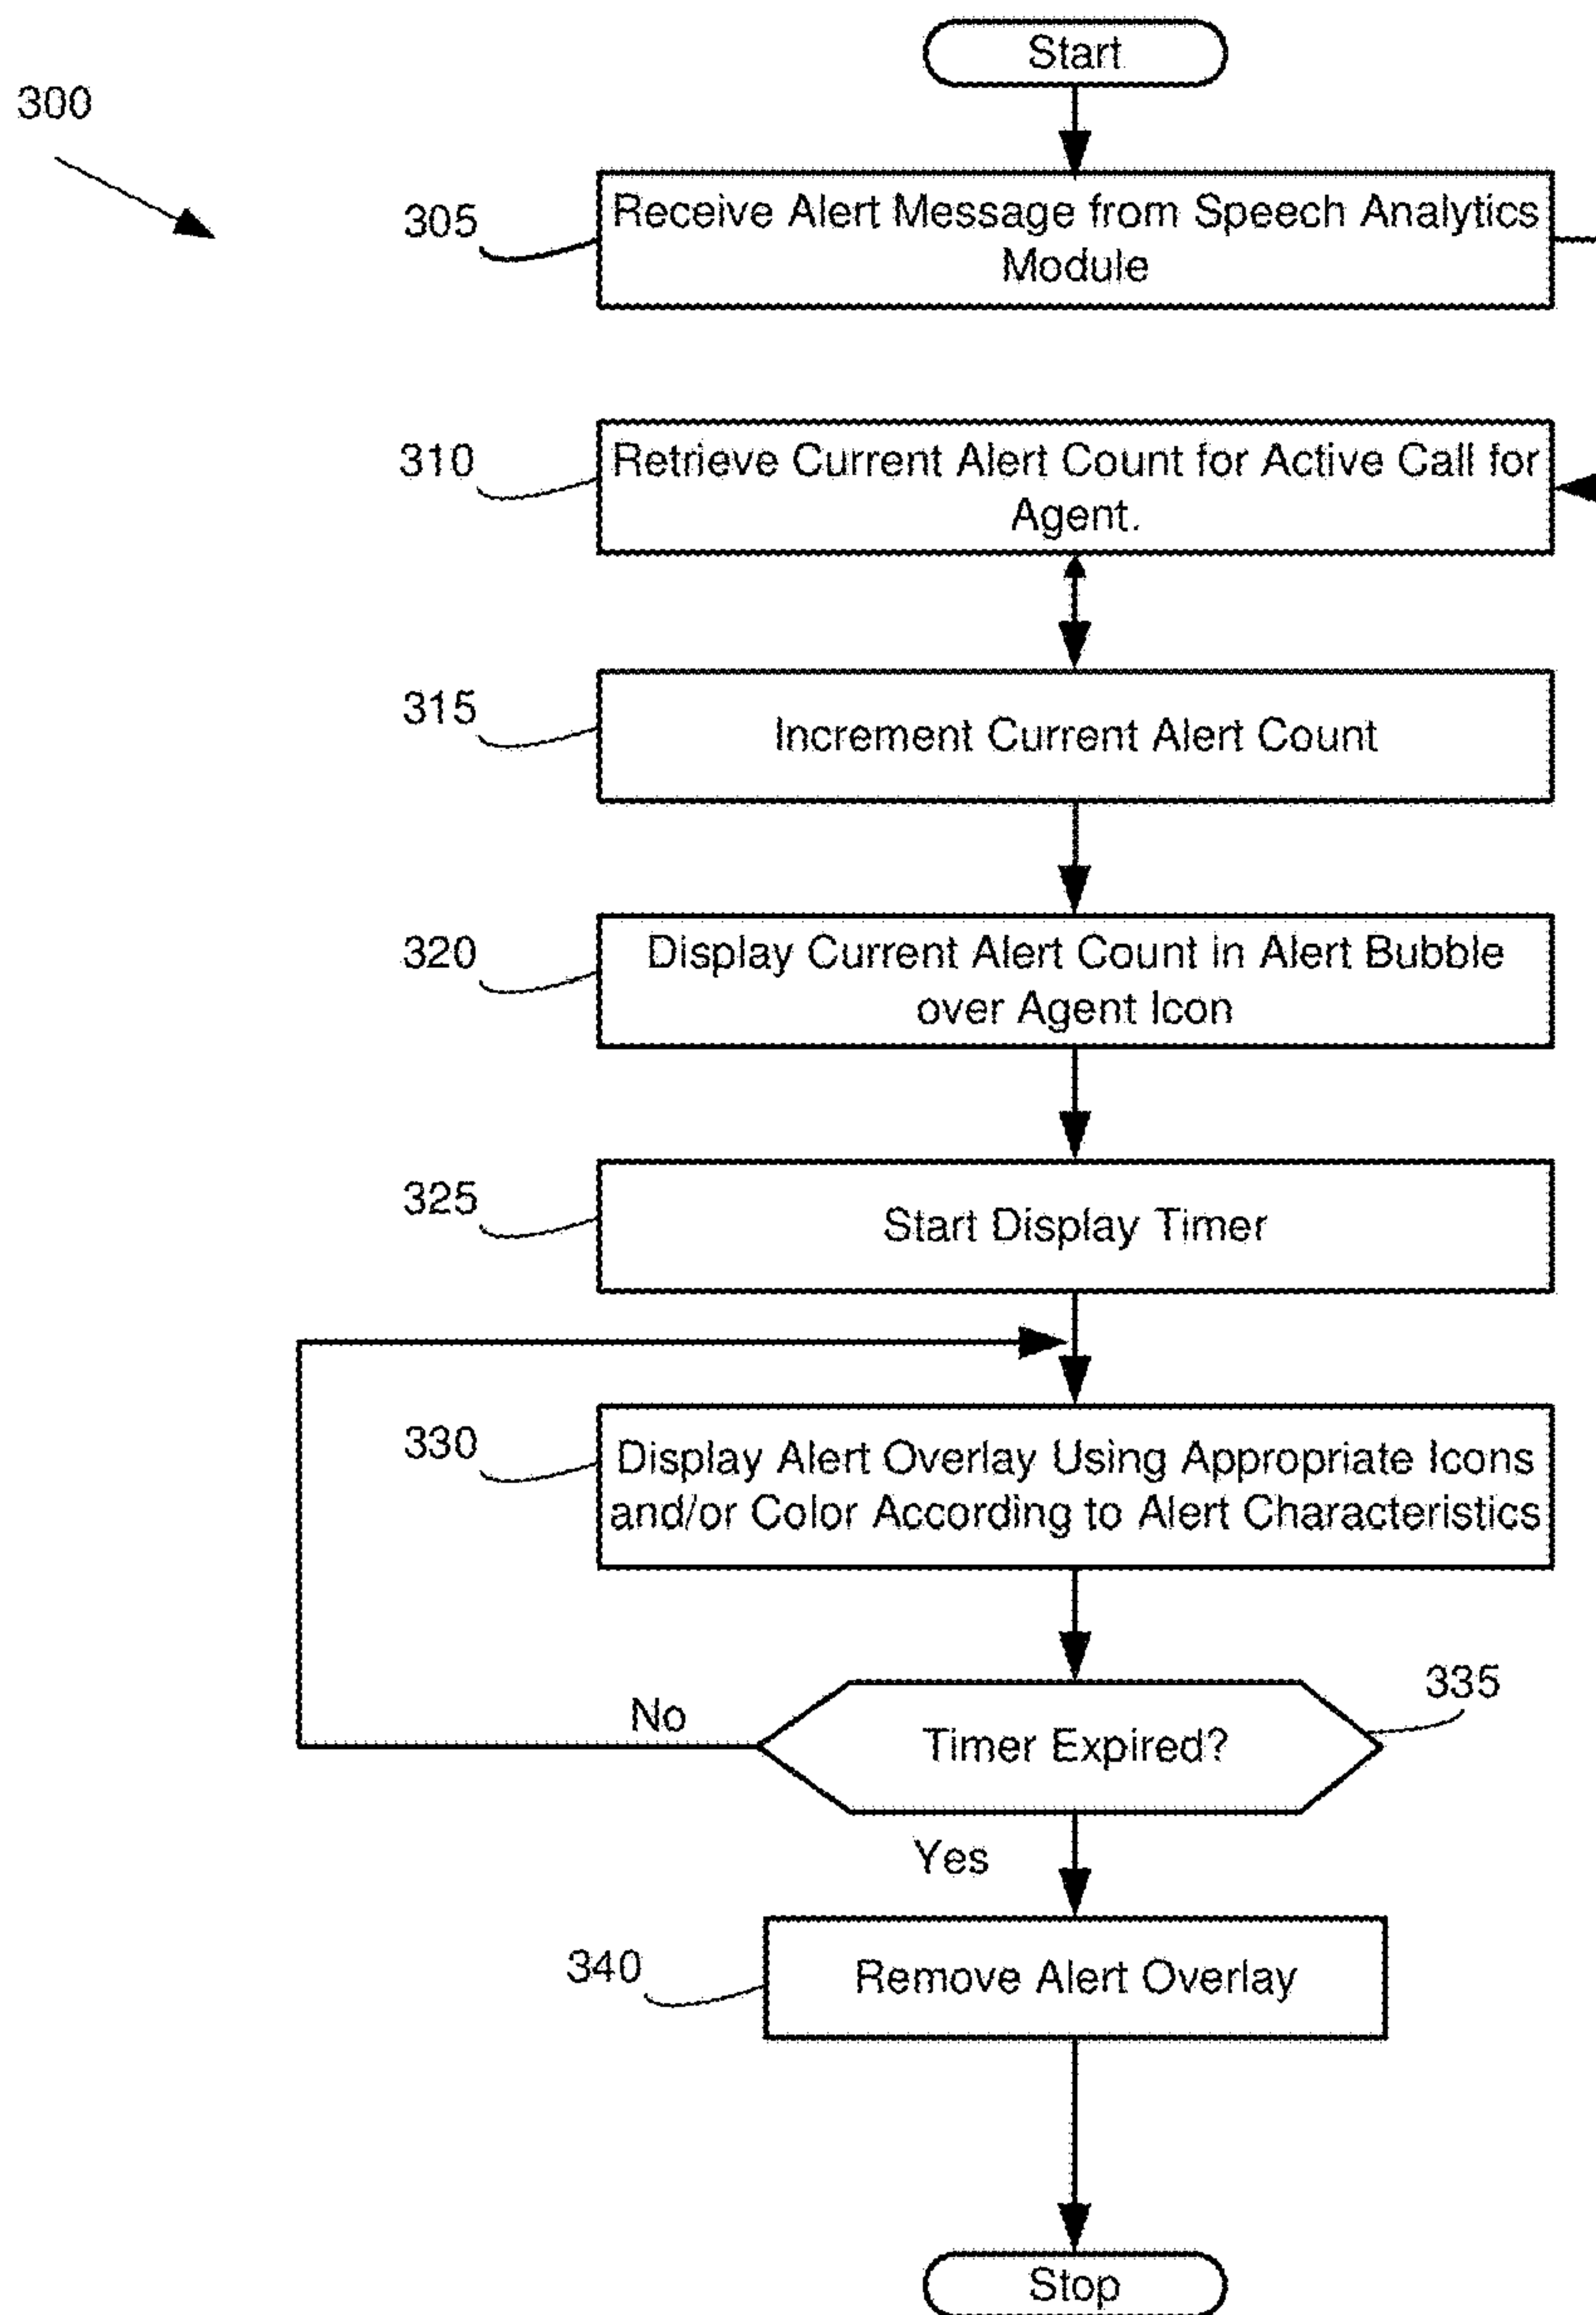 Start
300
305
Receive Alert Message from Speech Analytics
Module
310
Retrieve Current Alert Count for Active Call for
Agent.
315
Increment Current Alert Count
320
Display Current Alert Count in Alert Bubble
over Agent Icon
325
Start Display Timer
330
Display Alert Overlay Using Appropriate Icons
and/or Color According to Alert Characteristics
335
No
Timer Expired?
Yes
340
Remove Alert Overlay
Stop